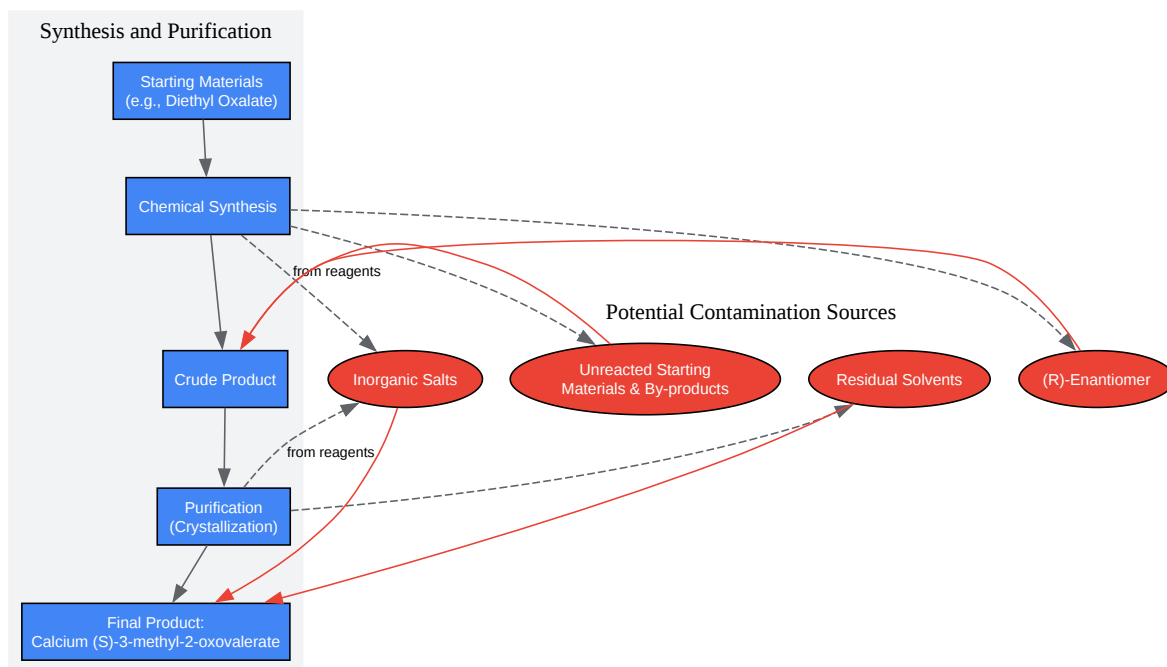 Synthesis and Purification
Starting Materials
(e.g., Diethyl Oxalate)
Chemical Synthesis
from reagents
Potential Contamination Sources
Crude Product
Inorganic Salts
Unreacted Starting
Materials & By-products
Residual Solvents
(R)-Enantiomer
from reagents
Purification
(Crystallization)
Final Product:
Calcium (S)-3-methyl-2-oxovalerate